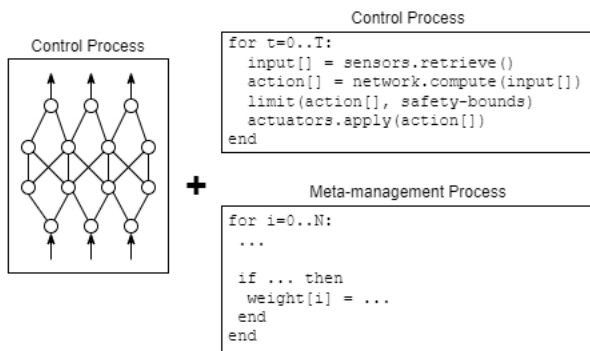 Control Process
Control Process
for t=0..T:
  input[] = sensors.retrieve()
  action[] = network.compute(input[])
  limit(action[], safety-bounds)
  actuators.apply(action[])
end
+
Meta-management Process
for i=0..N:
 ...
 if ... then
  weight[i] = ...
 end
end